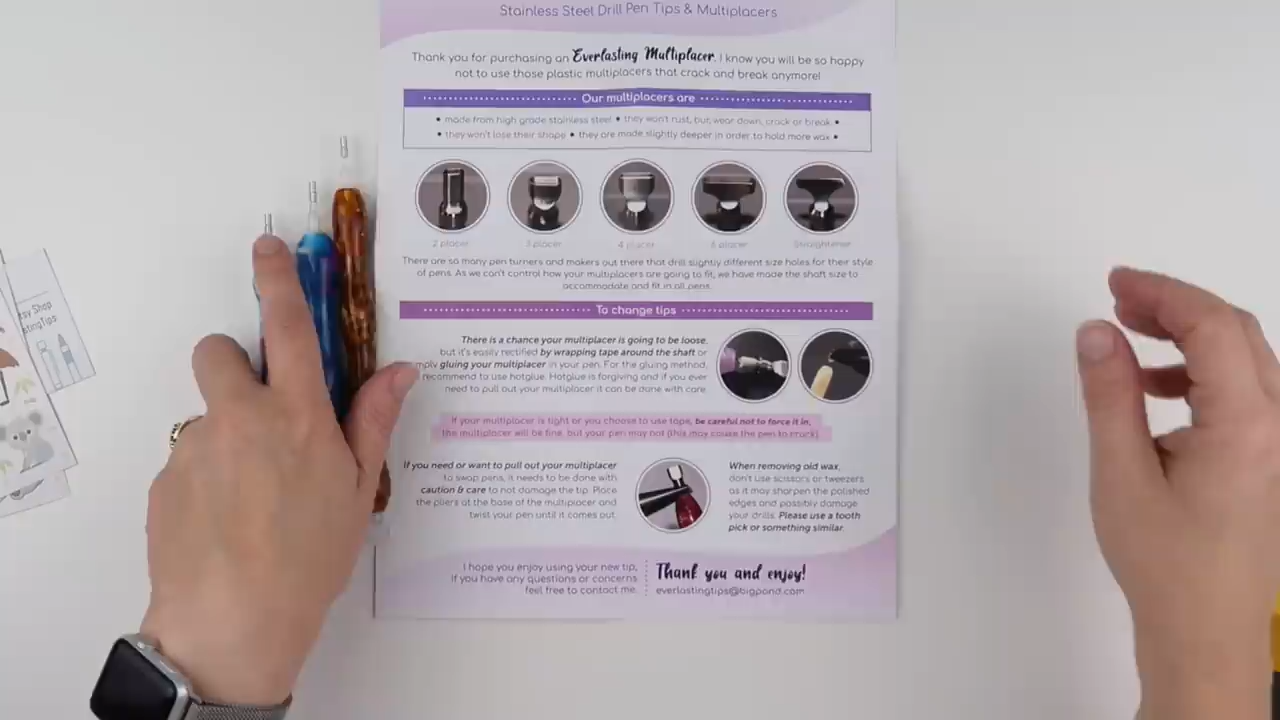 Stainless Steel Drill Pen Tips & Multiplacers
Thank you for purchasing an Everlasting Multiplacer. I know you will be so happy
not to use those plastic multiplacers that crack and break anymore!
Our multiplacers are
• made from high grade stainless steel • they won't rust, but, wear down, crack or break •
• they won't lose their shape • they are made slightly deeper in order to hold more wax •
2 placer
3 placer
4 placer
6 placer
Straightener
There are so many pen turners and makers out there that drill slightly different size holes for their style
of pens. As we can't control how your multiplacers are going to fit, we have made the shaft size to
accommodate and fit in all pens.
To change tips
There is a chance your multiplacer is going to be loose,
but it's easily rectified by wrapping tape around the shaft or
mply gluing your multiplacer in your pen. For the gluing method,
recommend to use hotglue. Hotglue is forgiving and if you ever
need to pull out your multiplacer it can be done with care.
If your multiplacer is tight or you choose to use tape, be careful not to force it in,
the multiplacer will be fine, but your pen may not (this may cause the pen to crack).
If you need or want to pull out your multiplacer
to swap pens, it needs to be done with
caution & care to not damage the tip. Place
the pliers at the base of the multiplacer and
twist your pen until it comes out.
When removing old wax,
don't use scissors or tweezers
as it may sharpen the polished
edges and possibly damage
your drills. Please use a tooth
pick or something similar.
I hope you enjoy using your new tip,
if you have any questions or concerns
feel free to contact me.
Thank you and enjoy!
everlastingtips@bigpond.com
tsy Shop
stingTips